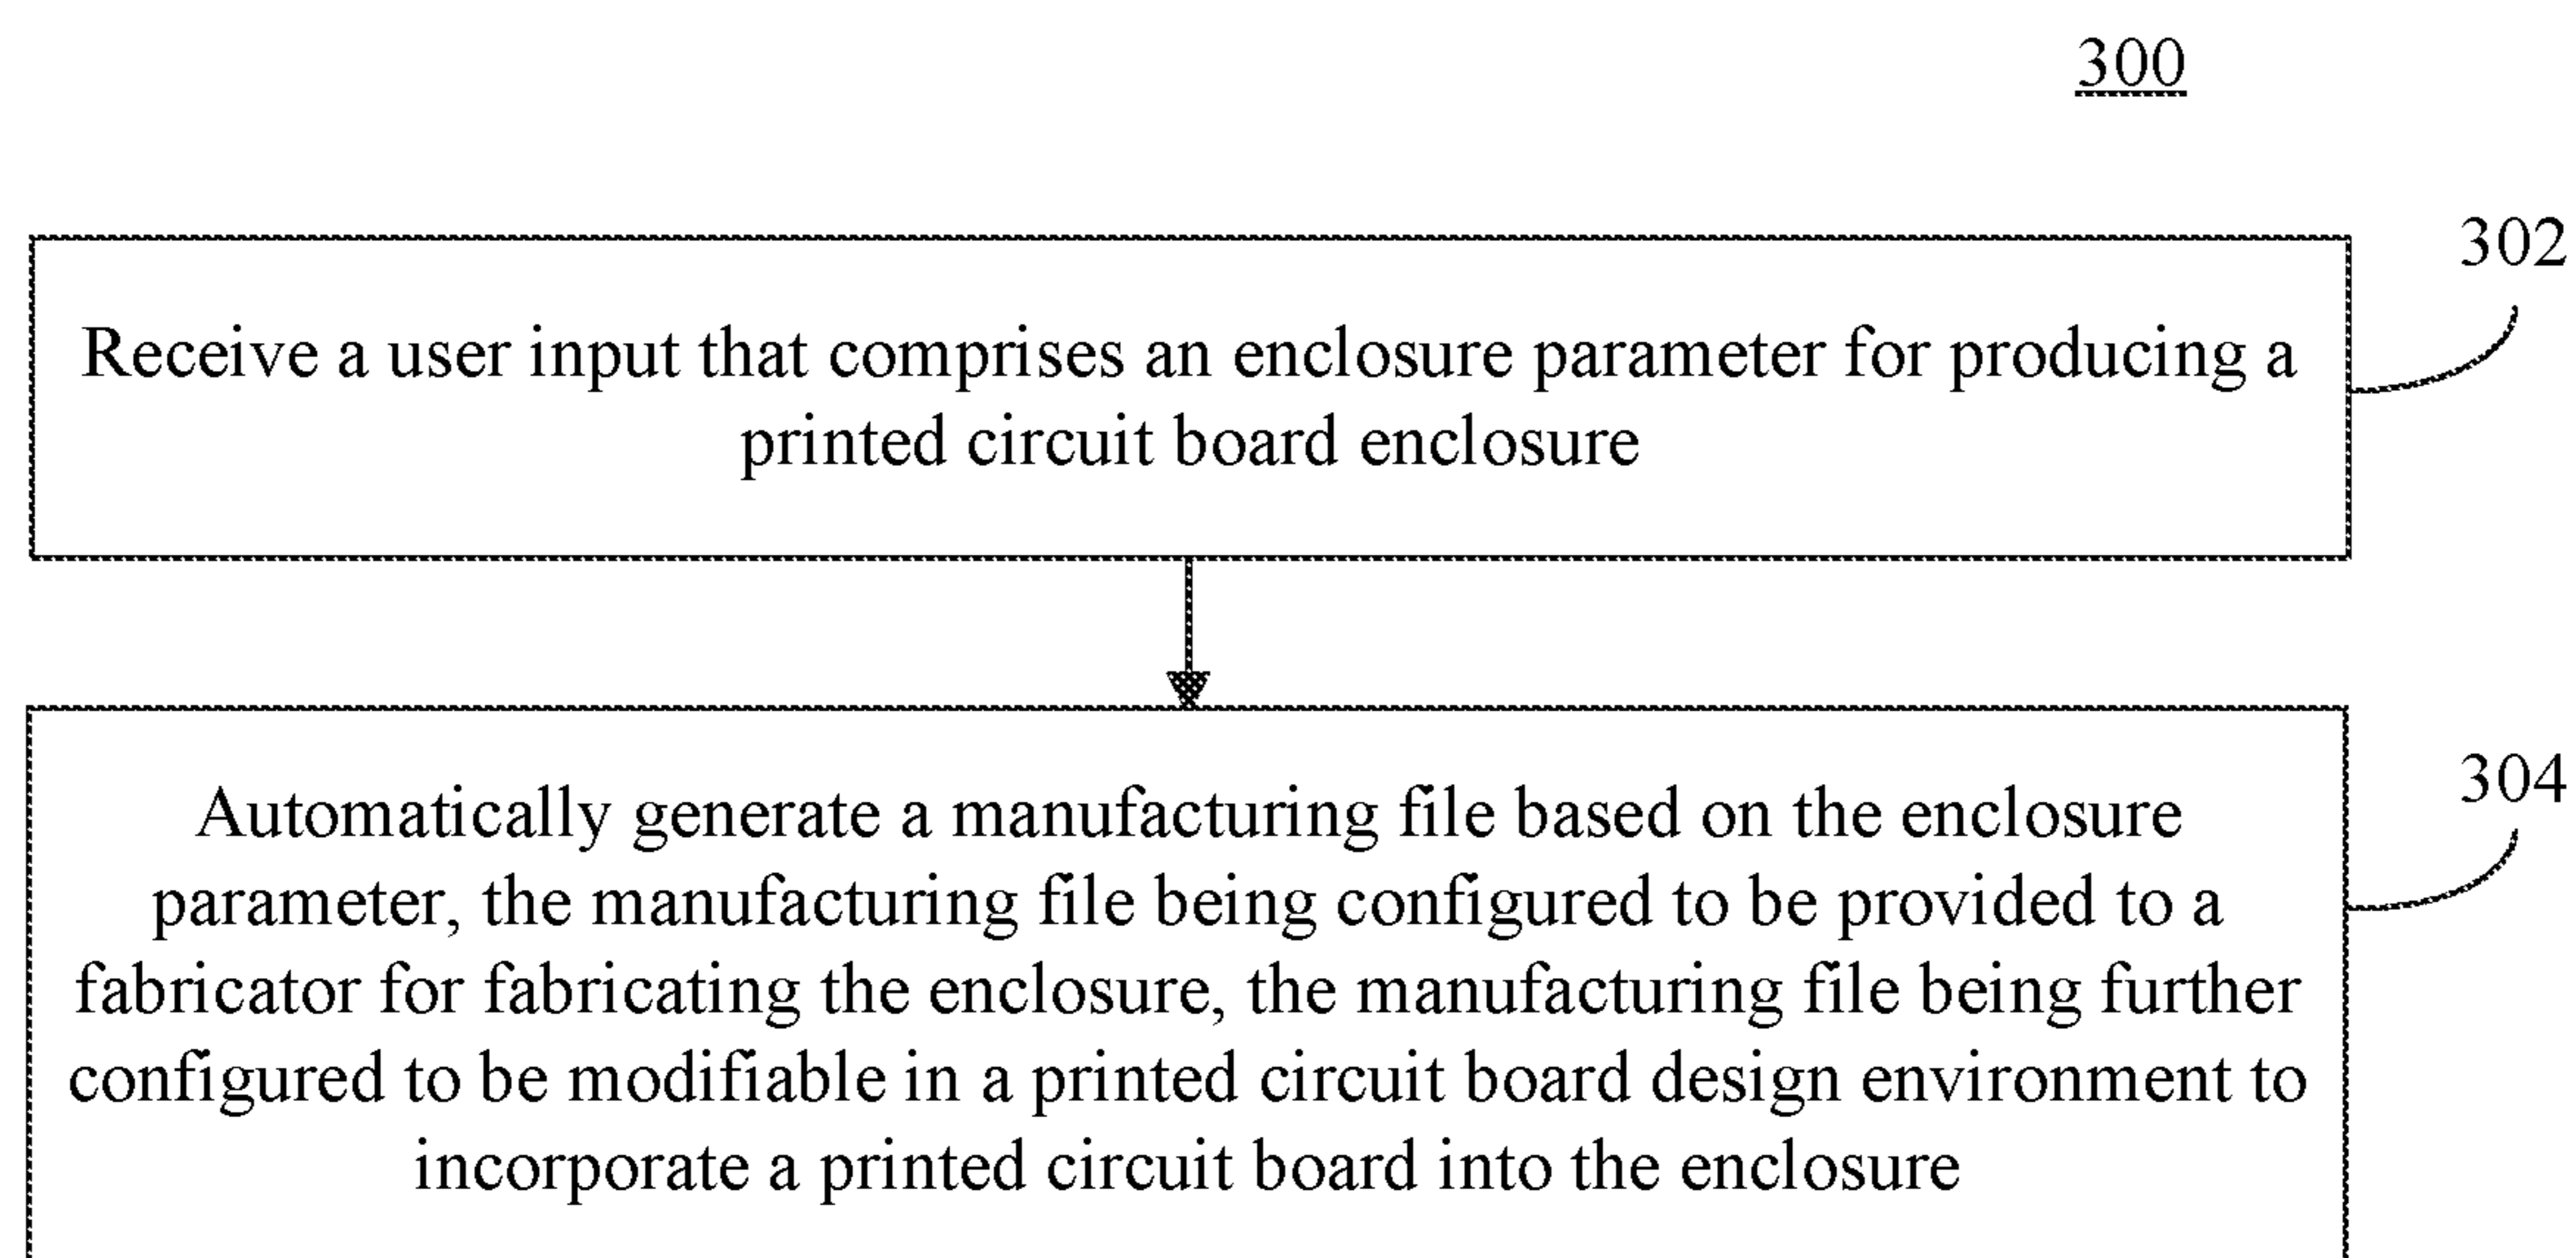 300
302
Receive a user input that comprises an enclosure parameter for producing a
printed circuit board enclosure
304
Automatically generate a manufacturing file based on the enclosure
parameter, the manufacturing file being configured to be provided to a
fabricator for fabricating the enclosure, the manufacturing file being further
configured to be modifiable in a printed circuit board design environment to
incorporate a printed circuit board into the enclosure